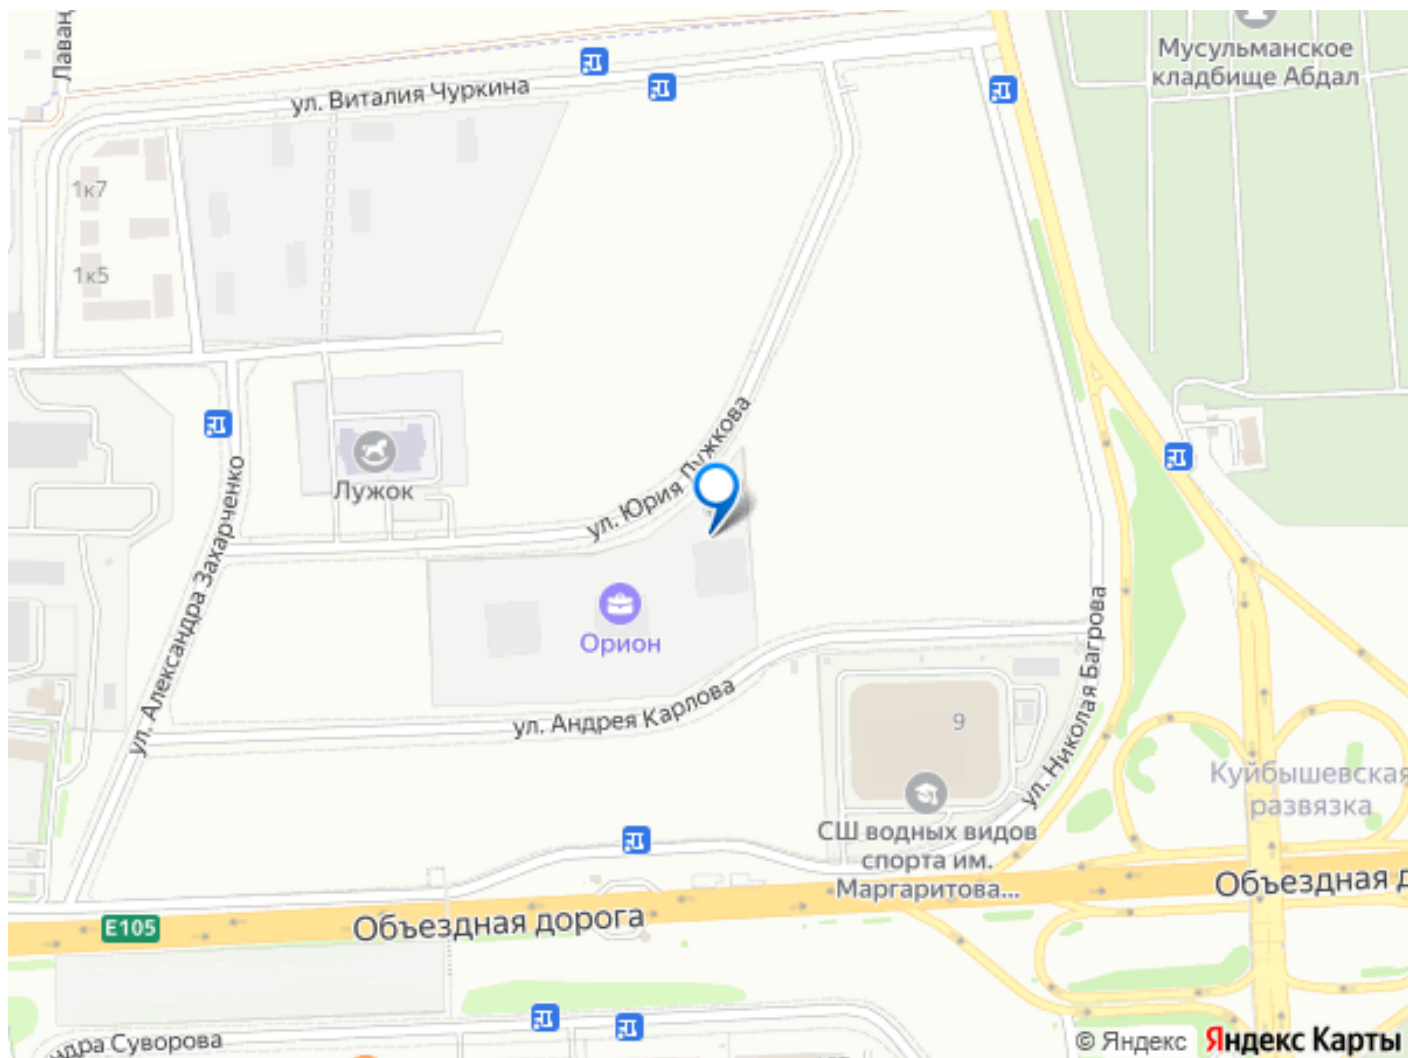 Мусульманское
кладбище Абдал
ул. Виталия Чуркина
1к7
1к5
Лужок
ул. Юрия Лужкова
ул. Александра Захарченко
Орион
ул. Андрея Карлова
ул. Николая Багрова
9
Куйбышевская
развязка
СШ водных видов
спорта им.
Маргаритова...
Объездная д
E105
Объездная дорога
ндра Суворова
© Яндекс
Яндекс Карты